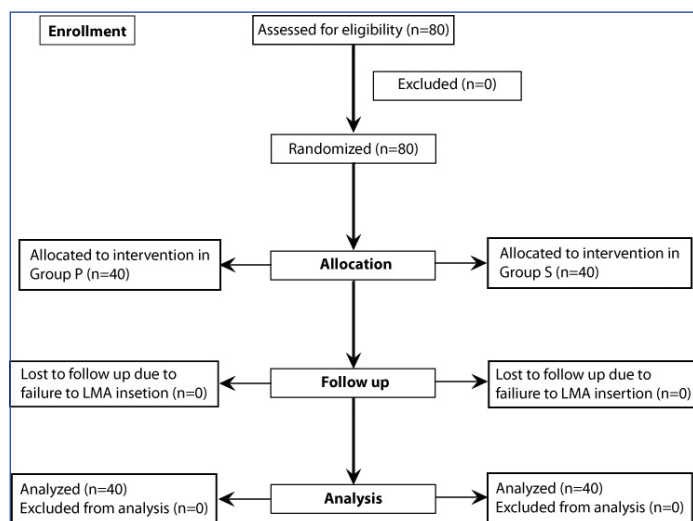 Enrollment
Assessed for eligibility (n=80)
Excluded (n=0)
Randomized (n=80)
Allocated to intervention in
Group P (n=40)
Allocation
Allocated to intervention in
Group S (n=40)
Lost to follow up due to
failure to LMA insetion (n=0)
Follow up
Lost to follow up due to
failiure to LMA insertion (n=0)
Analyzed (n=40)
Excluded from analysis (n=0)
Analysis
Analyzed (n=40)
Excluded from analysis (n=0)